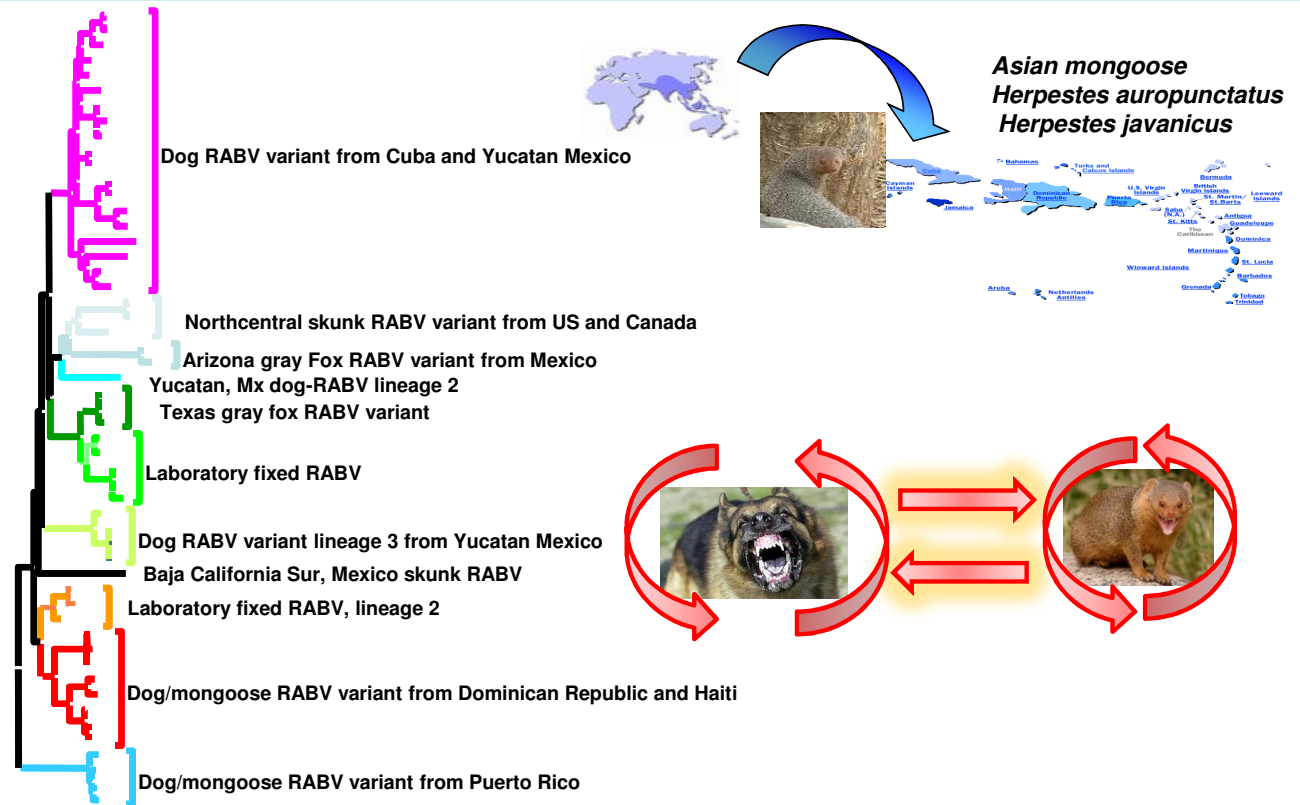 Asian mongoose
Herpestes auropunctatus
Herpestes javanicus
Dog RABV variant from Cuba and Yucatan Mexico
Northcentral skunk RABV variant from US and Canada
Arizona gray Fox RABV variant from Mexico
Yucatan, Mx dog-RABV lineage 2
Texas gray fox RABV variant
Laboratory fixed RABV
Dog RABV variant lineage 3 from Yucatan Mexico
Baja California Sur, Mexico skunk RABV
Laboratory fixed RABV, lineage 2
Dog/mongoose RABV variant from Dominican Republic and Haiti
Dog/mongoose RABV variant from Puerto Rico
Bahamas
Turks and
Caicos Islands
Cuba
Cayman
Islands
Jamaica
Haiti
Dominican
Republic
Puerto
Rico
U.S. Virgin
Islands
British
Virgin Islands
Bermuda
St. Martin/
St.Barts
Leeward
Islands
Saba
(N.A.)
St. Kitts
Antigua
Guadeloupe
The
Caribbean
Dominica
Martinique
St. Lucia
Winward Islands
Barbados
Grenada
Tobago
Trinidad
Aruba
Netherlands
Antilles